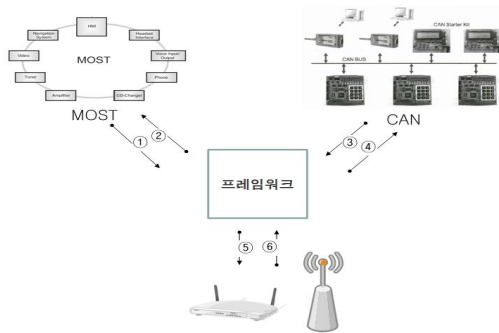 HMI
Navigation
System
Headset
Interface
Video
MOST
Voice Input/
Output
Tuner
Phone
Amplifier
CD-Changer
MOST
CAN Starter Kit
CAN BUS
CAN
①
②
③
④
프레임워크
⑤
⑥